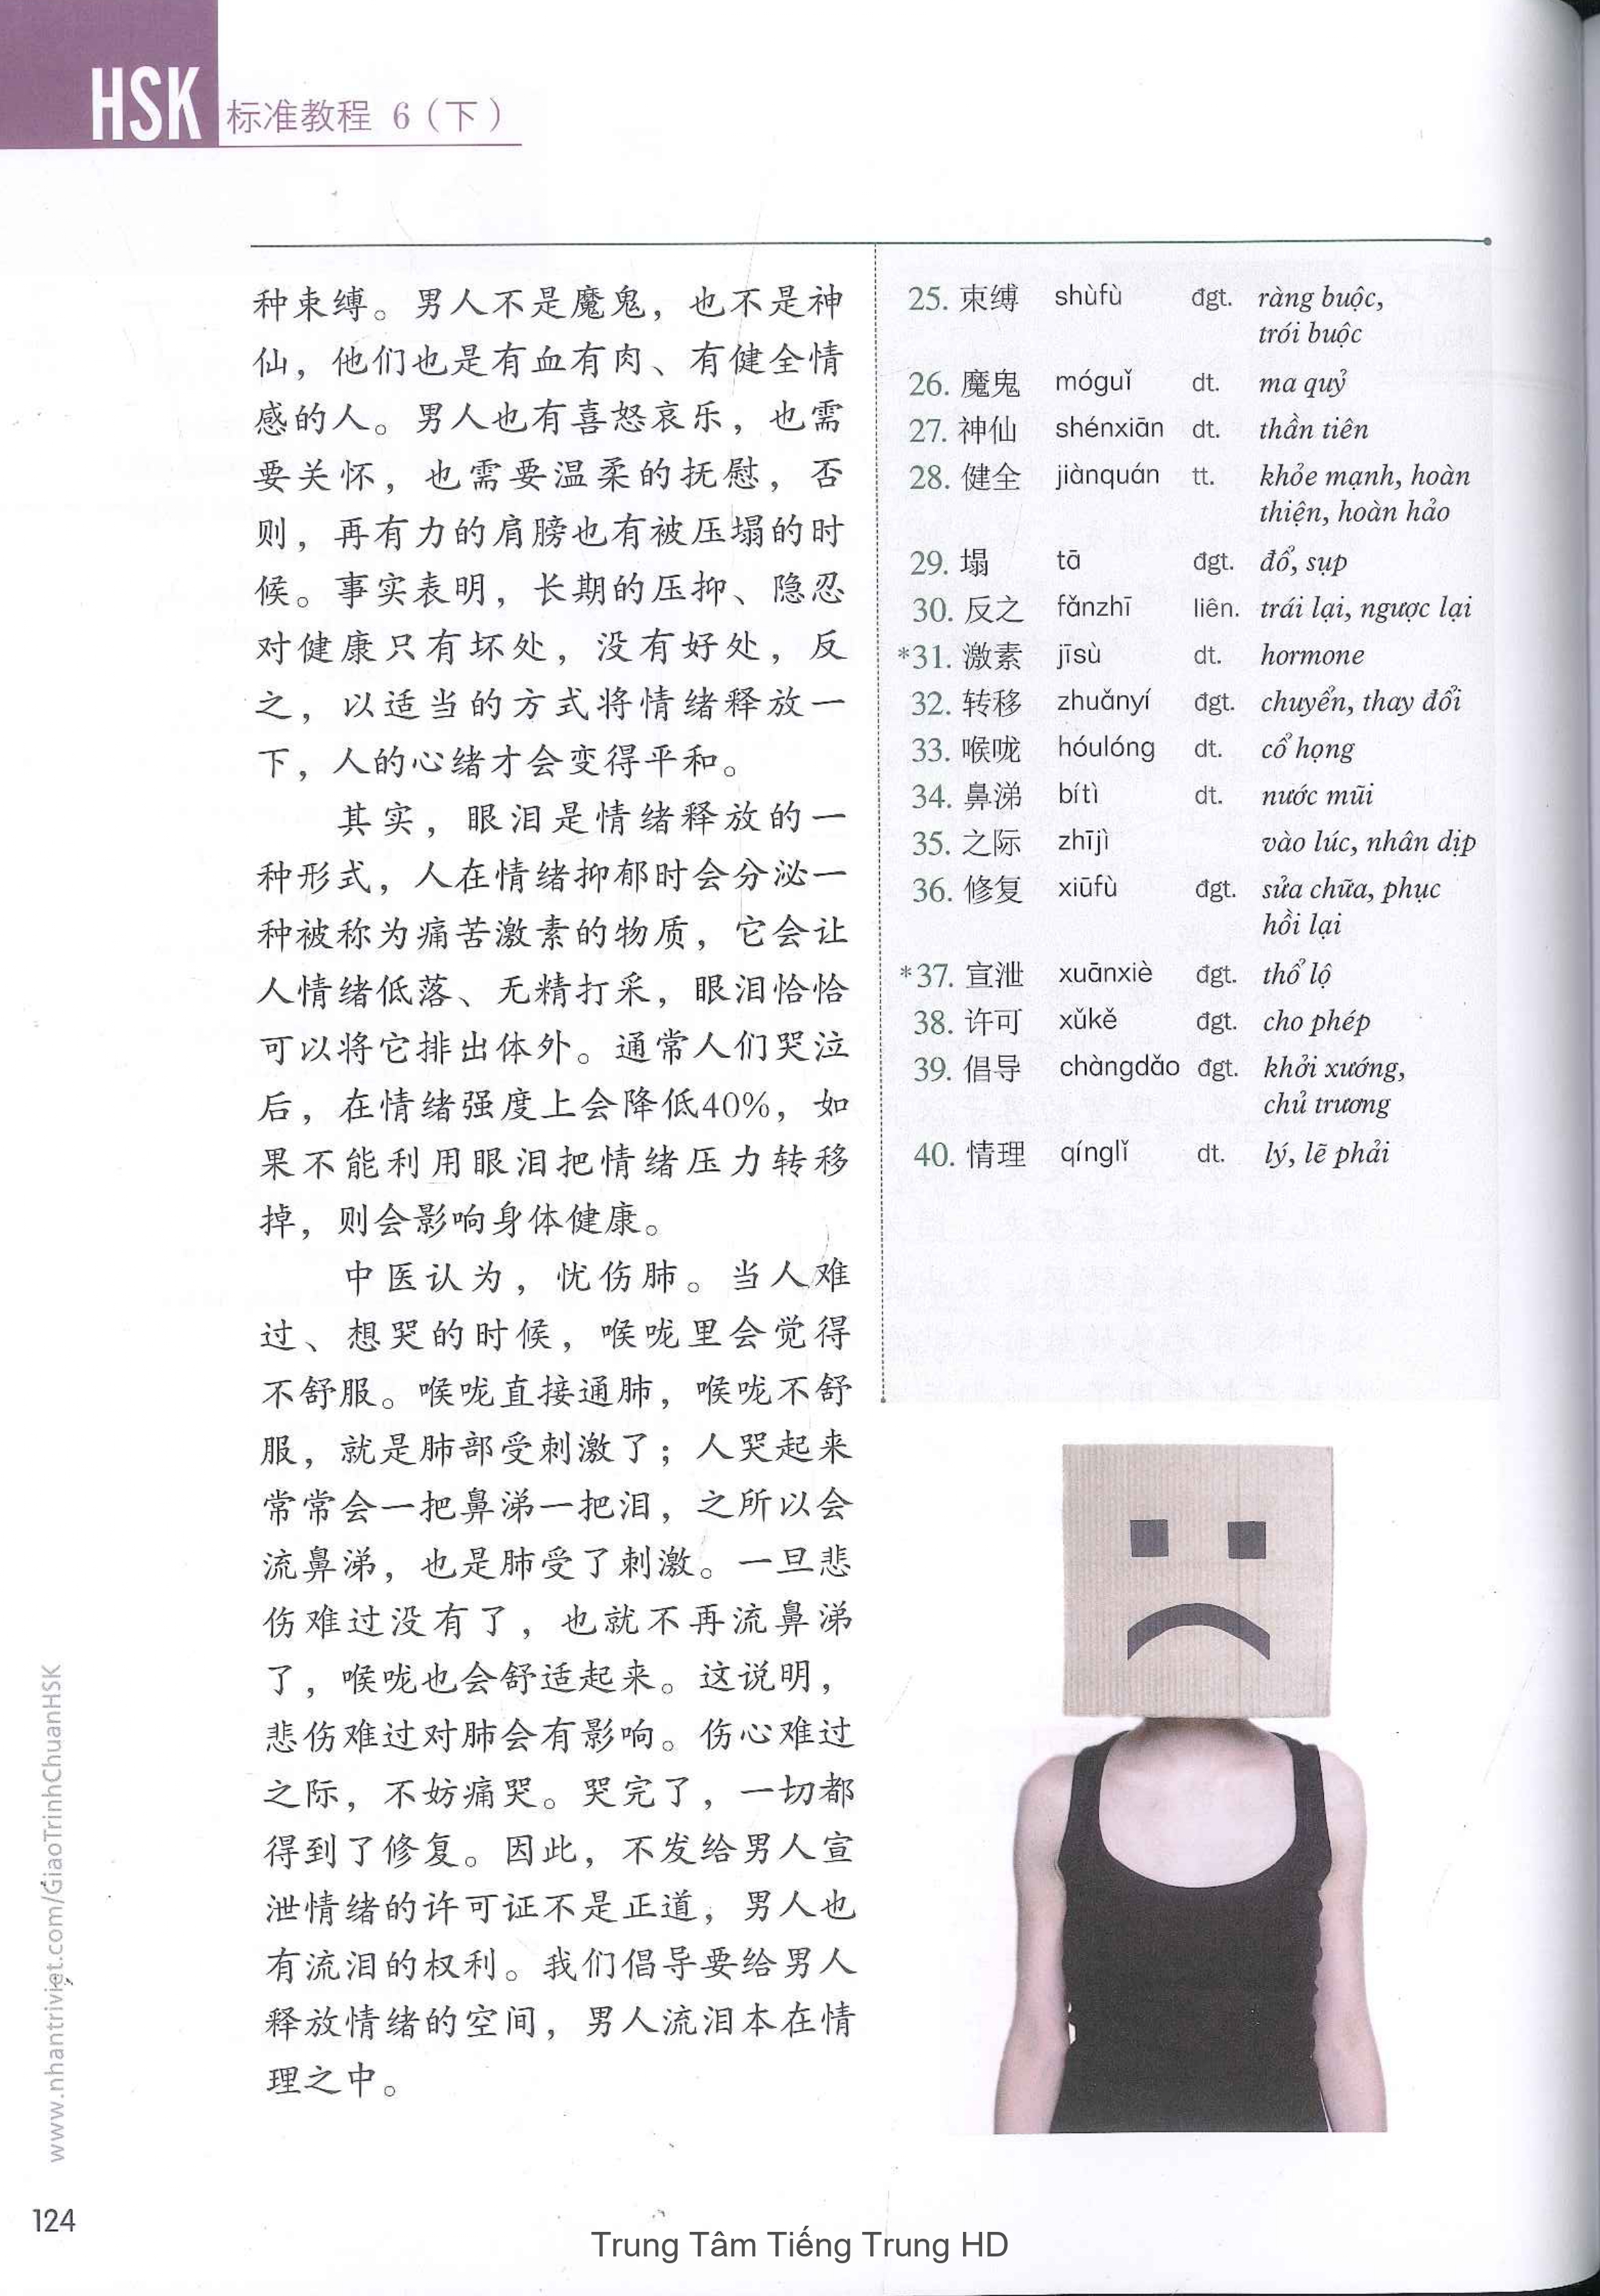 HSK 标准教程 6（下）
种束缚。男人不是魔鬼，也不是神
仙，他们也是有血有肉、有健全情
感的人。男人也有喜怒哀乐，也需
要关怀，也需要温柔的抚慰，否
则，再有力的肩膀也有被压塌的时
候。事实表明，长期的压抑、隐忍
对健康只有坏处，没有好处，反
之，以适当的方式将情绪释放一
下，人的心绪才会变得平和。
其实，眼泪是情绪释放的一
种形式，人在情绪抑郁时会分泌一
种被称为痛苦激素的物质，它会让
人情绪低落、无精打采，眼泪恰恰
可以将它排出体外。通常人们哭泣
后，在情绪强度上会降低40%，如
果不能利用眼泪把情绪压力转移
掉，则会影响身体健康。
中医认为，忧伤肺。当人难
过、想哭的时候，喉咙里会觉得
不舒服。喉咙直接通肺，喉咙不舒
服，就是肺部受刺激了；人哭起来
常常会一把鼻涕一把泪，之所以会
流鼻涕，也是肺受了刺激。一旦悲
伤难过没有了，也就不再流鼻涕
了，喉咙也会舒适起来。这说明，
悲伤难过对肺会有影响。伤心难过
之际，不妨痛哭。哭完了，一切都
得到了修复。因此，不发给男人宣
泄情绪的许可证不是正道，男人也
有流泪的权利。我们倡导要给男人
释放情绪的空间，男人流泪本在情
理之中。
25. 束缚 shùfù đgt. ràng buộc,
trói buộc
26. 魔鬼 móguǐ dt. ma quỷ
27. 神仙 shénxiān dt. thần tiên
28. 健全 jiànquán tt. khỏe mạnh, hoàn
thiện, hoàn hảo
29. 塌 tā đgt. đổ, sụp
30. 反之 fǎnzhī liên. trái lại, ngược lại
*31. 激素 jīsù dt. hormone
32. 转移 zhuǎnyí đgt. chuyển, thay đổi
33. 喉咙 hóulóng dt. cổ họng
34. 鼻涕 bítì dt. nước mũi
35. 之际 zhījì vào lúc, nhân dịp
36. 修复 xiūfù đgt. sửa chữa, phục
hồi lại
*37. 宣泄 xuānxiè đgt. thổ lộ
38. 许可 xǔkě đgt. cho phép
39. 倡导 chàngdǎo đgt. khởi xướng,
chủ trương
40. 情理 qínglǐ dt. lý, lẽ phải
www.nhantriviet.com/GiaoTrinhChuanHSK
124
Trung Tâm Tiếng Trung HD